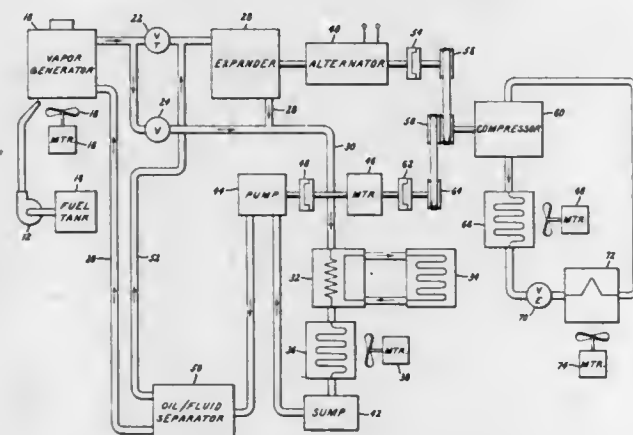 10
VAPOR
GENERATOR
22
V
T
24
V
28
EXPANDER
40
ALTERNATOR
54
56
58
60
COMPRESSOR
28
30
16
MTR
16
14
FUEL
TANK
12
44
PUMP
48
46
MTR
62
64
66
MTR
68
26
52
32
34
70
V
E
72
74
MTR
36
MTR
38
50
OIL/FLUID
SEPARATOR
SUMP
42